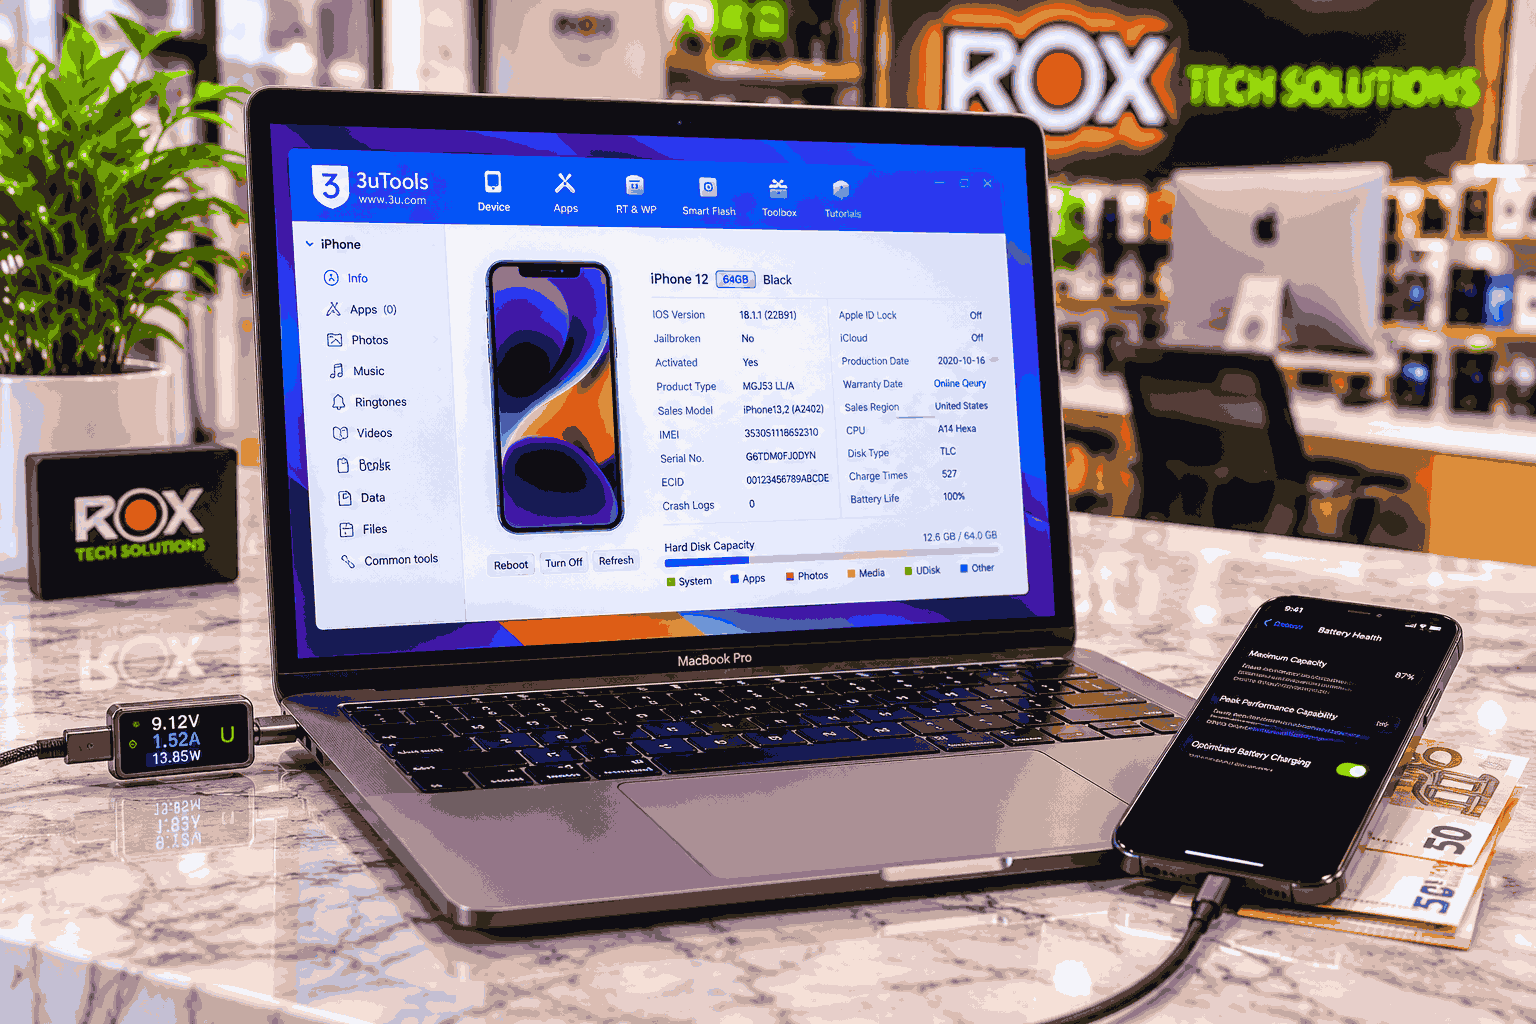 ROX
TECH SOLUTIONS
3 3uTools
www.3u.com
Device
Apps
RT & WP
Smart Flash
Toolbox
Tutorials
iPhone
Info
Apps (0)
Photos
Music
Ringtones
Videos
Data
Files
Common tools
Reboot
Turn Off
Refresh
iPhone 12 64GB Black
IOS Version 18.1.1 (22B91)
Jailbroken No
Activated Yes
Product Type MGJ53 LL/A
Sales Model iPhone13,2 (A2402)
IMEI 353051118652310
Serial No. G6TDM0FJ0DYN
ECID 00123456789ABCDE
Crash Logs 0
Apple ID Lock Off
iCloud Off
Production Date 2020-10-16
Warranty Date Online Qeury
Sales Region United States
CPU A14 Hexa
Disk Type TLC
Charge Times 527
Battery Life 100%
Hard Disk Capacity 12.6 GB / 64.0 GB
System Apps Photos Media UDisk Other
MacBook Pro
ROX
TECH SOLUTIONS
9.12V
1.52A
13.85W
U
9:41
Battery Health
Maximum Capacity 87%
Peak Performance Capability
Optimized Battery Charging
50
50